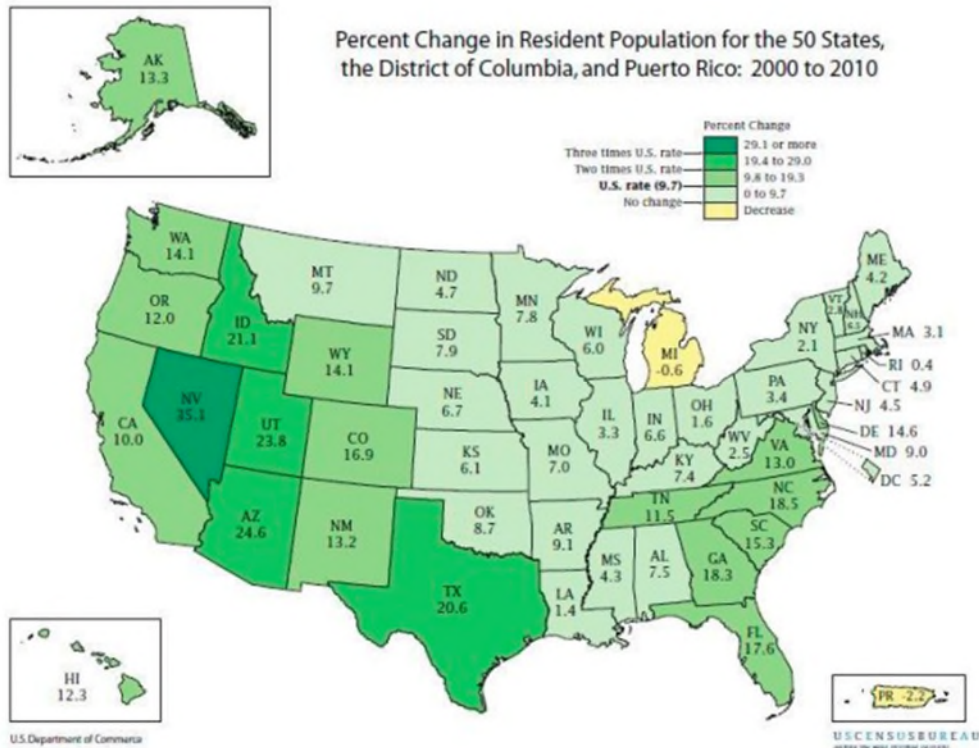 Percent Change in Resident Population for the 50 States,
the District of Columbia, and Puerto Rico: 2000 to 2010
AK
13.3
Percent Change
Three times U.S. rate
29.1 or more
Two times U.S. rate
19.4 to 29.0
U.S. rate (9.7)
9.8 to 19.3
No change
0 to 9.7
Decrease
WA
14.1
OR
12.0
ID
21.1
MT
9.7
ND
4.7
MN
7.8
SD
7.9
WI
6.0
MI
-0.6
WY
14.1
NE
6.7
IA
4.1
NV
35.1
CA
10.0
UT
23.8
CO
16.9
KS
6.1
MO
7.0
IL
3.3
IN
6.6
OH
1.6
KY
7.4
WV
2.5
VA
13.0
PA
3.4
NY
2.1
VT
2.8
NH
6.5
ME
4.2
MA 3.1
RI 0.4
CT 4.9
NJ 4.5
DE 14.6
MD 9.0
DC 5.2
AZ
24.6
NM
13.2
OK
8.7
AR
9.1
TN
11.5
NC
18.5
SC
15.3
TX
20.6
LA
1.4
MS
4.3
AL
7.5
GA
18.3
FL
17.6
HI
12.3
PR -2.2
U.S. Department of Commerce
USCENSUSBUREAU